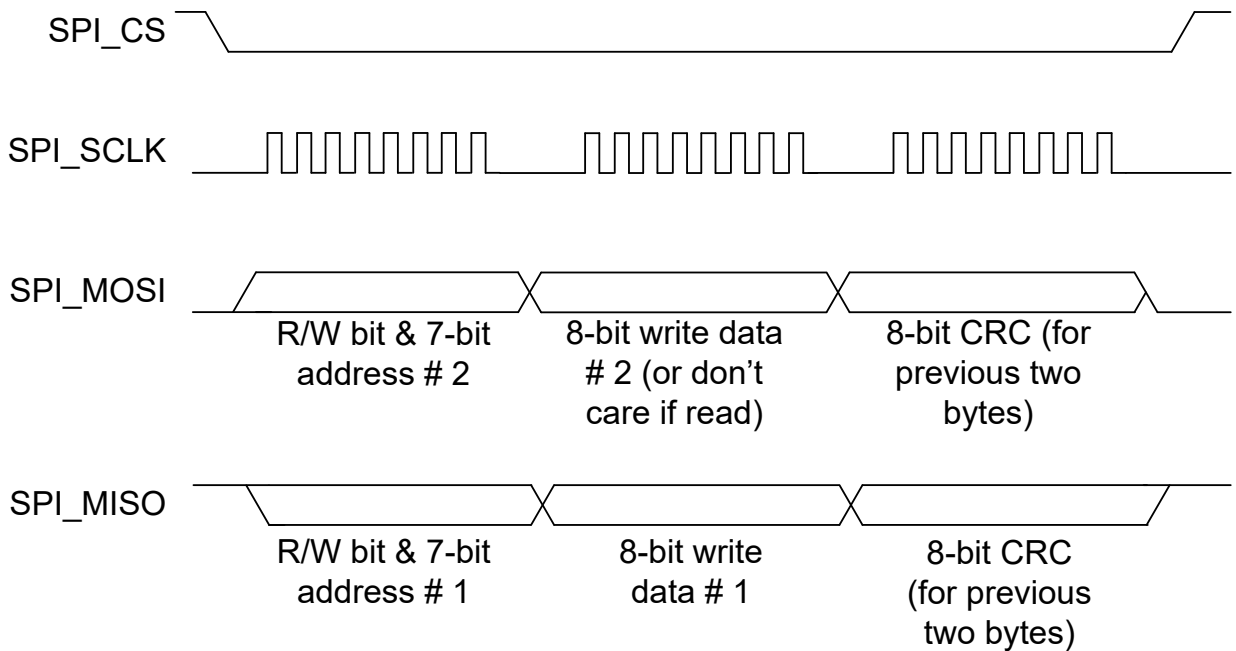 SPI_CS
SPI_SCLK
SPI_MOSI
R/W bit & 7-bit
address # 2
8-bit write data
# 2 (or don't
care if read)
8-bit CRC (for
previous two
bytes)
SPI_MISO
R/W bit & 7-bit
address # 1
8-bit write
data # 1
8-bit CRC
(for previous
two bytes)